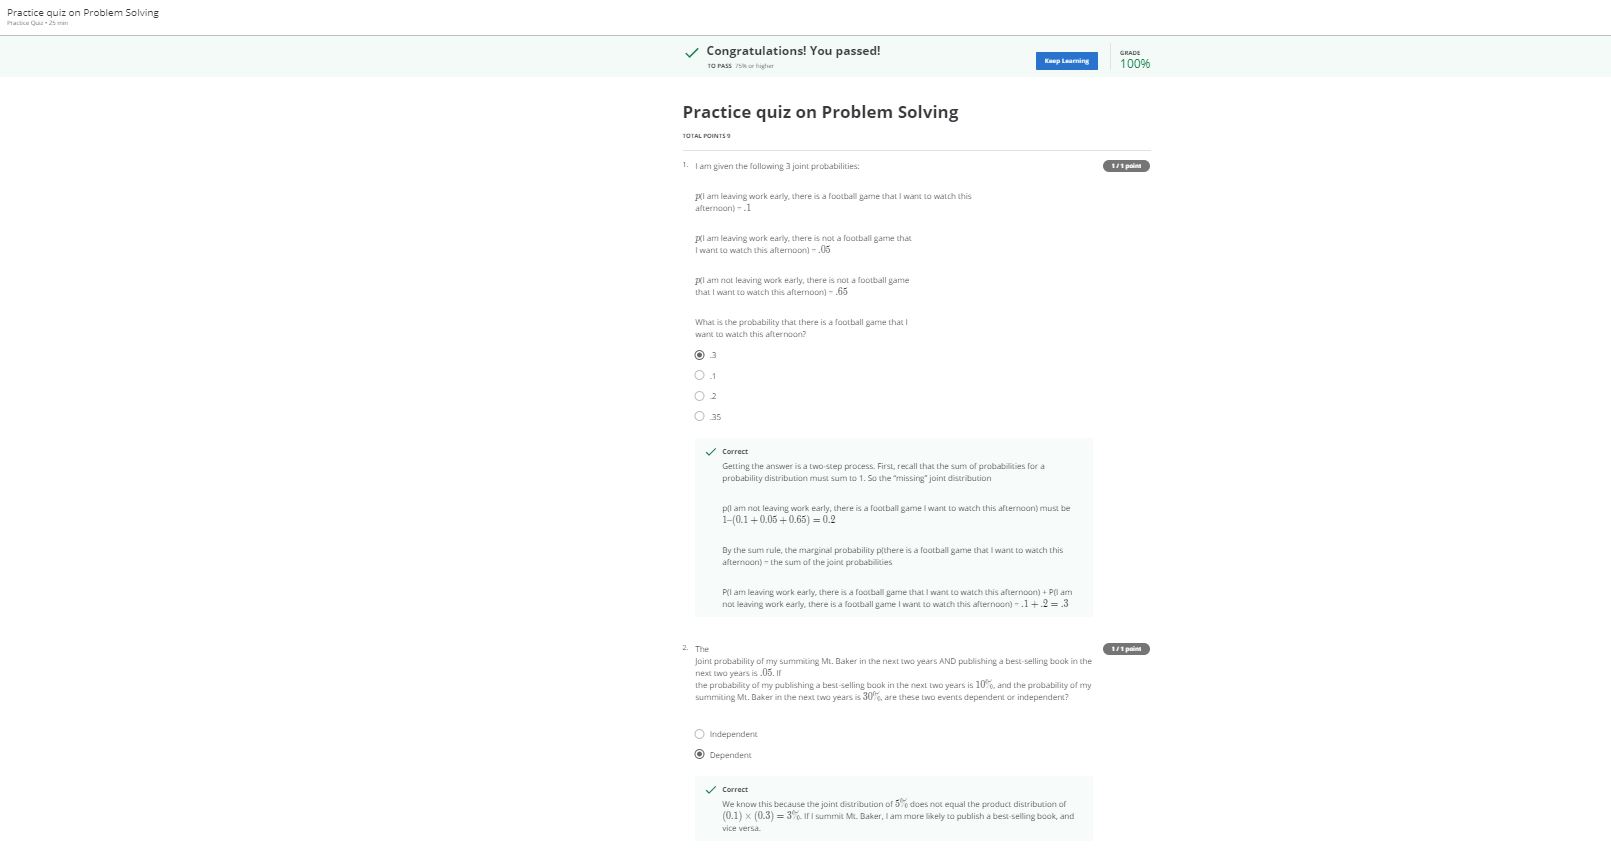 Practice quiz on Problem Solving
Practice Quiz • 25 min
Congratulations! You passed!
TO PASS 75% or higher
Keep Learning
GRADE
100%
Practice quiz on Problem Solving
TOTAL POINTS 9
1. I am given the following 3 joint probabilities:
1 / 1 point
p(I am leaving work early, there is a football game that I want to watch this
afternoon) = .1
p(I am leaving work early, there is not a football game that
I want to watch this afternoon) = .05
p(I am not leaving work early, there is not a football game
that I want to watch this afternoon) = .65
What is the probability that there is a football game that I
want to watch this afternoon?
.3
.1
.2
.35
Correct
Getting the answer is a two-step process. First, recall that the sum of probabilities for a
probability distribution must sum to 1. So the "missing" joint distribution
p(I am not leaving work early, there is a football game I want to watch this afternoon) must be
1–(0.1 + 0.05 + 0.65) = 0.2
By the sum rule, the marginal probability p(there is a football game that I want to watch this
afternoon) = the sum of the joint probabilities
P(I am leaving work early, there is a football game that I want to watch this afternoon) + P(I am
not leaving work early, there is a football game I want to watch this afternoon) = .1 + .2 = .3
2. The
1 / 1 point
Joint probability of my summiting Mt. Baker in the next two years AND publishing a best-selling book in the
next two years is .05. If
the probability of my publishing a best-selling book in the next two years is 10%, and the probability of my
summiting Mt. Baker in the next two years is 30%, are these two events dependent or independent?
Independent
Dependent
Correct
We know this because the joint distribution of 5% does not equal the product distribution of
(0.1) × (0.3) = 3%. If I summit Mt. Baker, I am more likely to publish a best-selling book, and
vice versa.